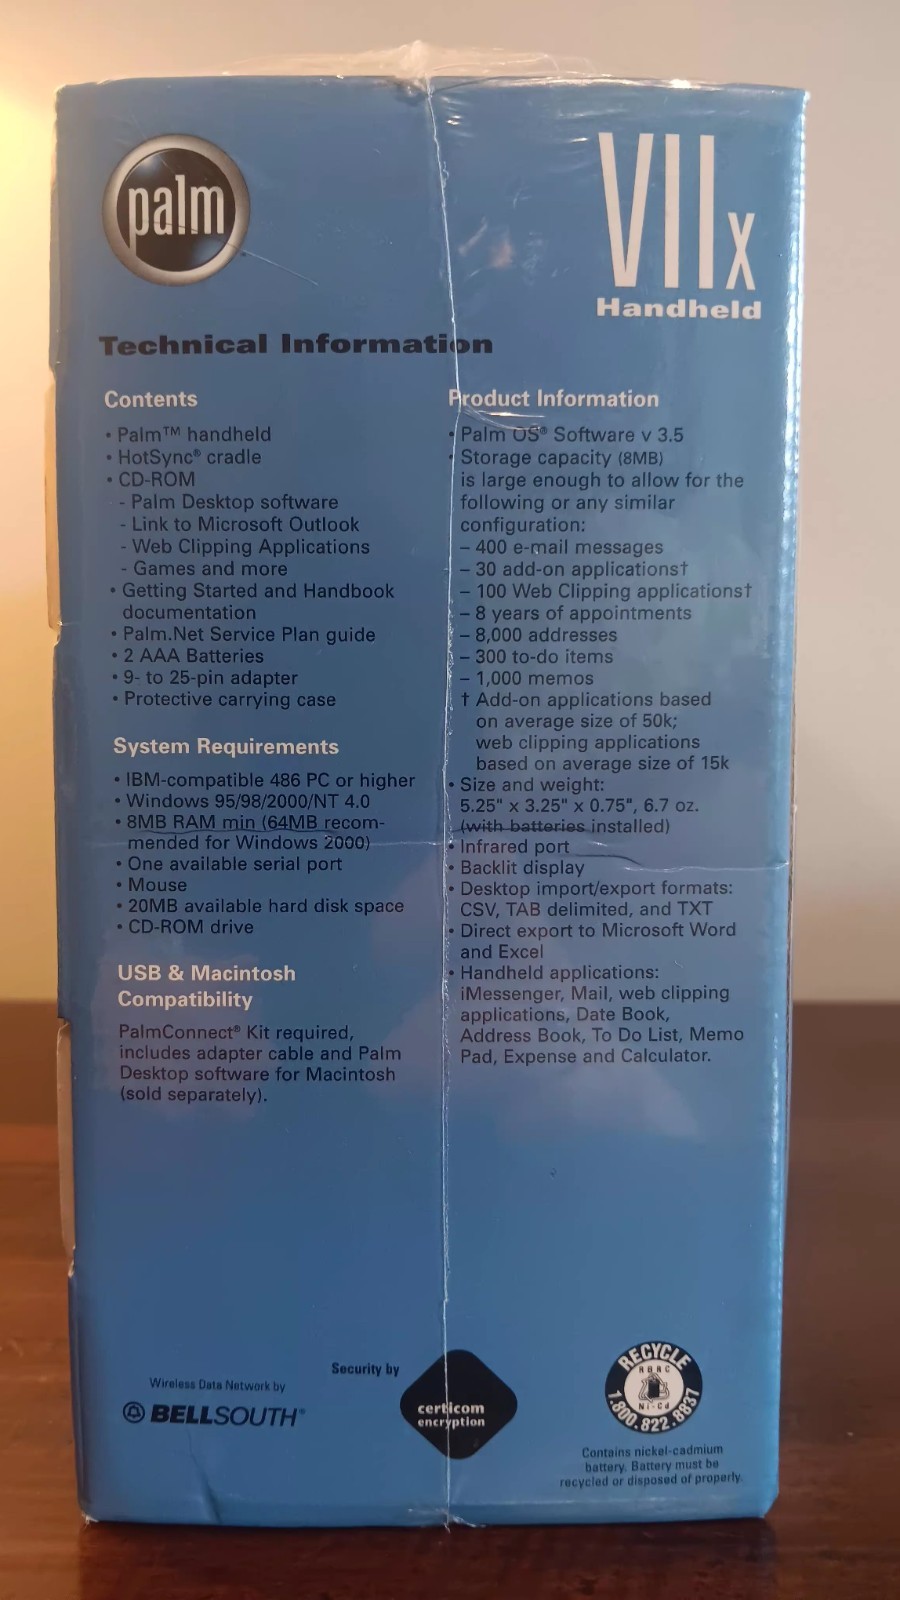 palm
VIIx
Handheld
Technical Information
Contents
• Palm™ handheld
• HotSync® cradle
• CD-ROM
- Palm Desktop software
- Link to Microsoft Outlook
- Web Clipping Applications
- Games and more
• Getting Started and Handbook
documentation
• Palm.Net Service Plan guide
• 2 AAA Batteries
• 9- to 25-pin adapter
• Protective carrying case
System Requirements
• IBM-compatible 486 PC or higher
• Windows 95/98/2000/NT 4.0
• 8MB RAM min (64MB recom-
mended for Windows 2000)
• One available serial port
• Mouse
• 20MB available hard disk space
• CD-ROM drive
USB & Macintosh
Compatibility
PalmConnect® Kit required,
includes adapter cable and Palm
Desktop software for Macintosh
(sold separately).
Product Information
• Palm OS® Software v 3.5
• Storage capacity (8MB)
is large enough to allow for the
following or any similar
configuration:
– 400 e-mail messages
– 30 add-on applications†
– 100 Web Clipping applications†
– 8 years of appointments
– 8,000 addresses
– 300 to-do items
– 1,000 memos
† Add-on applications based
on average size of 50k;
web clipping applications
based on average size of 15k
• Size and weight:
5.25" x 3.25" x 0.75", 6.7 oz.
(with batteries installed)
• Infrared port
• Backlit display
• Desktop import/export formats:
CSV, TAB delimited, and TXT
• Direct export to Microsoft Word
and Excel
• Handheld applications:
iMessenger, Mail, web clipping
applications, Date Book,
Address Book, To Do List, Memo
Pad, Expense and Calculator.
Wireless Data Network by
BELLSOUTH®
Security by
certicom
encryption
RECYCLE
RBRC
Ni-Cd
1.800.822.8837
Contains nickel-cadmium
battery. Battery must be
recycled or disposed of properly.